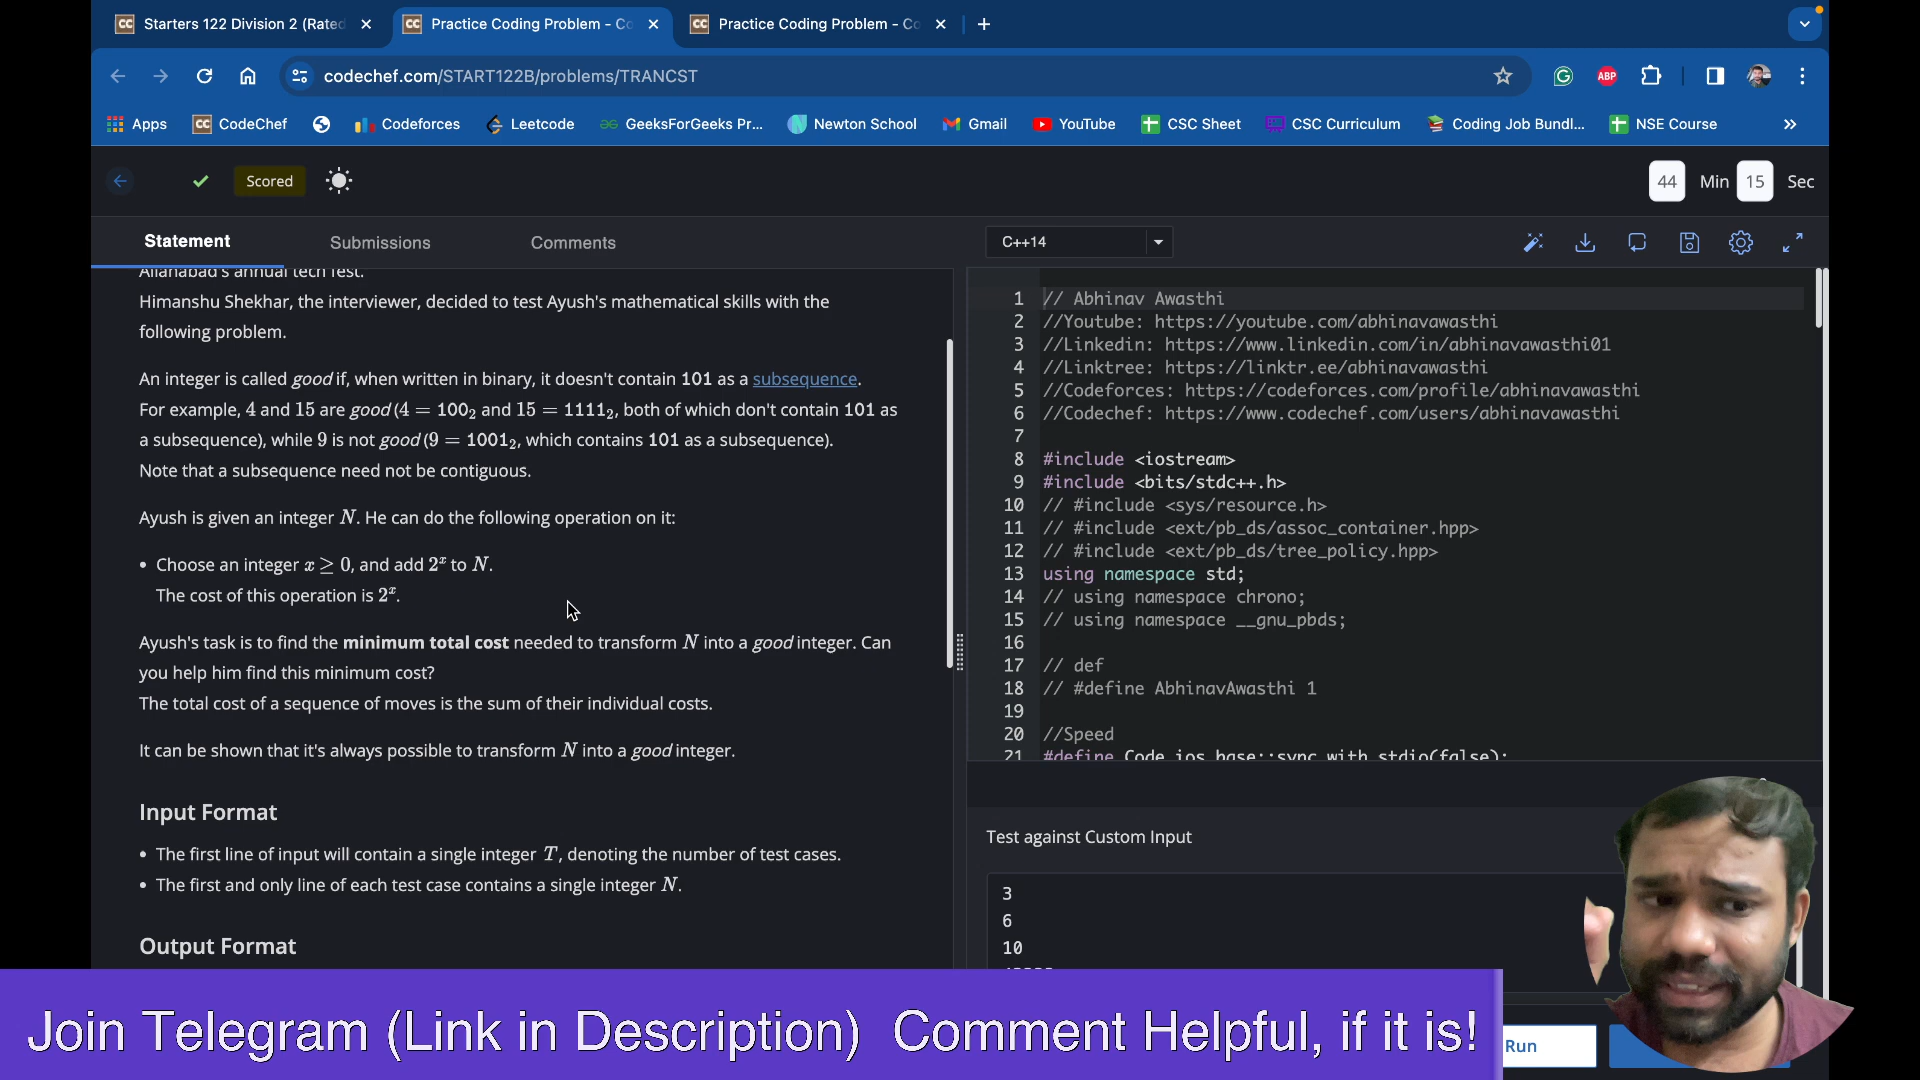 Starters 122 Division 2 (Rated
Practice Coding Problem - Co
Practice Coding Problem - Co
codechef.com/START122B/problems/TRANCST
ABP
Apps
CodeChef
Codeforces
Leetcode
GeeksForGeeks Pr...
Newton School
Gmail
YouTube
CSC Sheet
CSC Curriculum
Coding Job Bundl...
NSE Course
»
Scored
44 Min 15 Sec
Statement
Submissions
Comments
C++14
Allahabad's annual tech fest.
Himanshu Shekhar, the interviewer, decided to test Ayush's mathematical skills with the
following problem.
An integer is called good if, when written in binary, it doesn't contain 101 as a subsequence.
For example, 4 and 15 are good (4 = 100₂ and 15 = 1111₂, both of which don't contain 101 as
a subsequence), while 9 is not good (9 = 1001₂, which contains 101 as a subsequence).
Note that a subsequence need not be contiguous.
Ayush is given an integer N. He can do the following operation on it:
• Choose an integer x ≥ 0, and add 2ˣ to N.
The cost of this operation is 2ˣ.
Ayush's task is to find the minimum total cost needed to transform N into a good integer. Can
you help him find this minimum cost?
The total cost of a sequence of moves is the sum of their individual costs.
It can be shown that it's always possible to transform N into a good integer.
Input Format
• The first line of input will contain a single integer T, denoting the number of test cases.
• The first and only line of each test case contains a single integer N.
Output Format
1 // Abhinav Awasthi
2 //Youtube: https://youtube.com/abhinavawasthi
3 //Linkedin: https://www.linkedin.com/in/abhinavawasthi01
4 //Linktree: https://linktr.ee/abhinavawasthi
5 //Codeforces: https://codeforces.com/profile/abhinavawasthi
6 //Codechef: https://www.codechef.com/users/abhinavawasthi
7
8 #include <iostream>
9 #include <bits/stdc++.h>
10 // #include <sys/resource.h>
11 // #include <ext/pb_ds/assoc_container.hpp>
12 // #include <ext/pb_ds/tree_policy.hpp>
13 using namespace std;
14 // using namespace chrono;
15 // using namespace __gnu_pbds;
16
17 // def
18 // #define AbhinavAwasthi 1
19
20 //Speed
21 #define Code ios_base::sync_with_stdio(false);
Test against Custom Input
3
6
10
Run
Join Telegram (Link in Description) Comment Helpful, if it is!